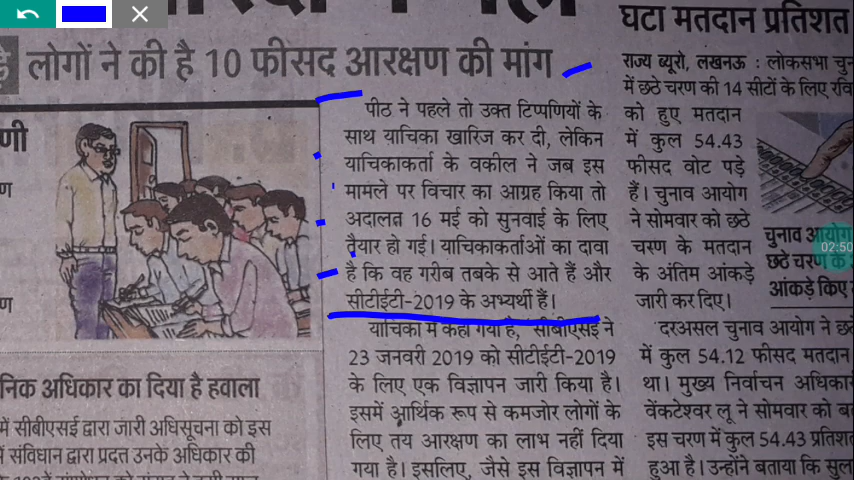 लोगों ने की है 10 फीसद आरक्षण की मांग
पीठ ने पहले तो उक्त टिप्पणियों के
साथ याचिका खारिज कर दी, लेकिन
याचिकाकर्ता के वकील ने जब इस
मामले पर विचार का आग्रह किया तो
अदालत 16 मई को सुनवाई के लिए
तैयार हो गई। याचिकाकर्ताओं का दावा
है कि वह गरीब तबके से आते हैं और
सीटीईटी-2019 के अभ्यर्थी हैं।
याचिका में कहा गया है, सीबीएसई ने
23 जनवरी 2019 को सीटीईटी-2019
के लिए एक विज्ञापन जारी किया है।
इसमें आर्थिक रूप से कमजोर लोगों के
लिए तय आरक्षण का लाभ नहीं दिया
गया है। इसलिए, जैसे इस विज्ञापन में
णी
ण
ण
निक अधिकार का दिया है हवाला
में सीबीएसई द्वारा जारी अधिसूचना को इस
संविधान द्वारा प्रदत्त उनके अधिकार की
घटा मतदान प्रतिशत
राज्य ब्यूरो, लखनऊ : लोकसभा चुन
में छठे चरण की 14 सीटों के लिए रवि
को हुए मतदान
में कुल 54.43
फीसद वोट पड़े
हैं। चुनाव आयोग
ने सोमवार को छठे
चरण के मतदान
के अंतिम आंकड़े
जारी कर दिए।
चुनाव आयोग
छठे चरण के
आंकड़े किए
02:50
दरअसल चुनाव आयोग ने छठे
में कुल 54.12 फीसद मतदान
था। मुख्य निर्वाचन अधिकार
वेंकटेश्वर लू ने सोमवार को ब
इस चरण में कुल 54.43 प्रतिश
हुआ है। उन्होंने बताया कि सुल